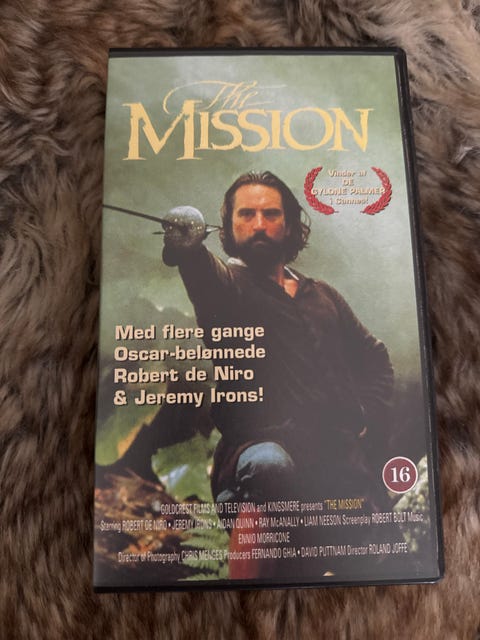 The
MISSION
Vinder af
DE
GYLDNE PALMER
i Cannes!
Med flere gange
Oscar-belønnede
Robert de Niro
& Jeremy Irons!
16
GOLDCREST FILMS AND TELEVISION and KINGSMERE presents "THE MISSION"
Starring ROBERT DE NIRO • JEREMY IRONS • AIDAN QUINN • RAY McANALLY • LIAM NEESON Screenplay ROBERT BOLT Music
ENNIO MORRICONE
Director of Photography CHRIS MENGES Producers FERNANDO GHIA • DAVID PUTTNAM Director ROLAND JOFFE